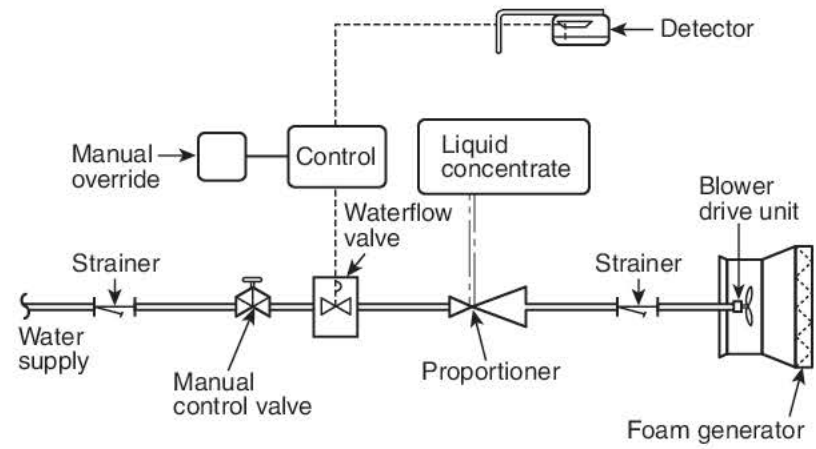 Detector
Manual
override
Control
Liquid
concentrate
Waterflow
valve
Blower
drive unit
Strainer
Strainer
Water
supply
Manual
control valve
Proportioner
Foam generator